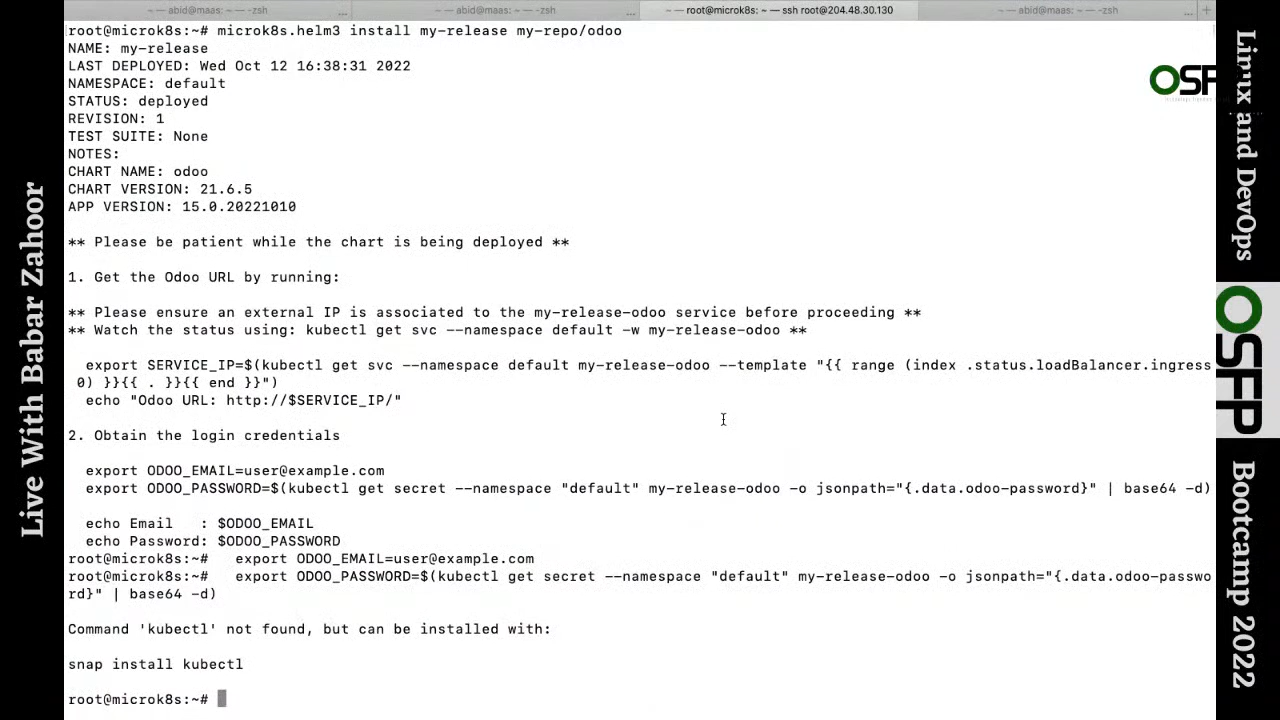 ~ — abid@maas: ~ — -zsh
...
~ — abid@maas: ~ — -zsh
...
~ — root@microk8s: ~ — ssh root@204.48.30.130
~ — abid@maas: ~ — -zsh
...
+
root@microk8s:~# microk8s.helm3 install my-release my-repo/odoo
NAME: my-release
LAST DEPLOYED: Wed Oct 12 16:38:31 2022
NAMESPACE: default
STATUS: deployed
REVISION: 1
TEST SUITE: None
NOTES:
CHART NAME: odoo
CHART VERSION: 21.6.5
APP VERSION: 15.0.20221010
** Please be patient while the chart is being deployed **
1. Get the Odoo URL by running:
** Please ensure an external IP is associated to the my-release-odoo service before proceeding **
** Watch the status using: kubectl get svc --namespace default -w my-release-odoo **
export SERVICE_IP=$(kubectl get svc --namespace default my-release-odoo --template "{{ range (index .status.loadBalancer.ingress
0) }}{{ . }}{{ end }}")
echo "Odoo URL: http://$SERVICE_IP/"
2. Obtain the login credentials
export ODOO_EMAIL=user@example.com
export ODOO_PASSWORD=$(kubectl get secret --namespace "default" my-release-odoo -o jsonpath="{.data.odoo-password}" | base64 -d)
echo Email   : $ODOO_EMAIL
echo Password: $ODOO_PASSWORD
root@microk8s:~#   export ODOO_EMAIL=user@example.com
root@microk8s:~#   export ODOO_PASSWORD=$(kubectl get secret --namespace "default" my-release-odoo -o jsonpath="{.data.odoo-passwo
rd}" | base64 -d)
Command 'kubectl' not found, but can be installed with:
snap install kubectl
root@microk8s:~#
Live With Babar Zahoor
OSF
Linux and DevOps
OSFP
Bootcamp 2022